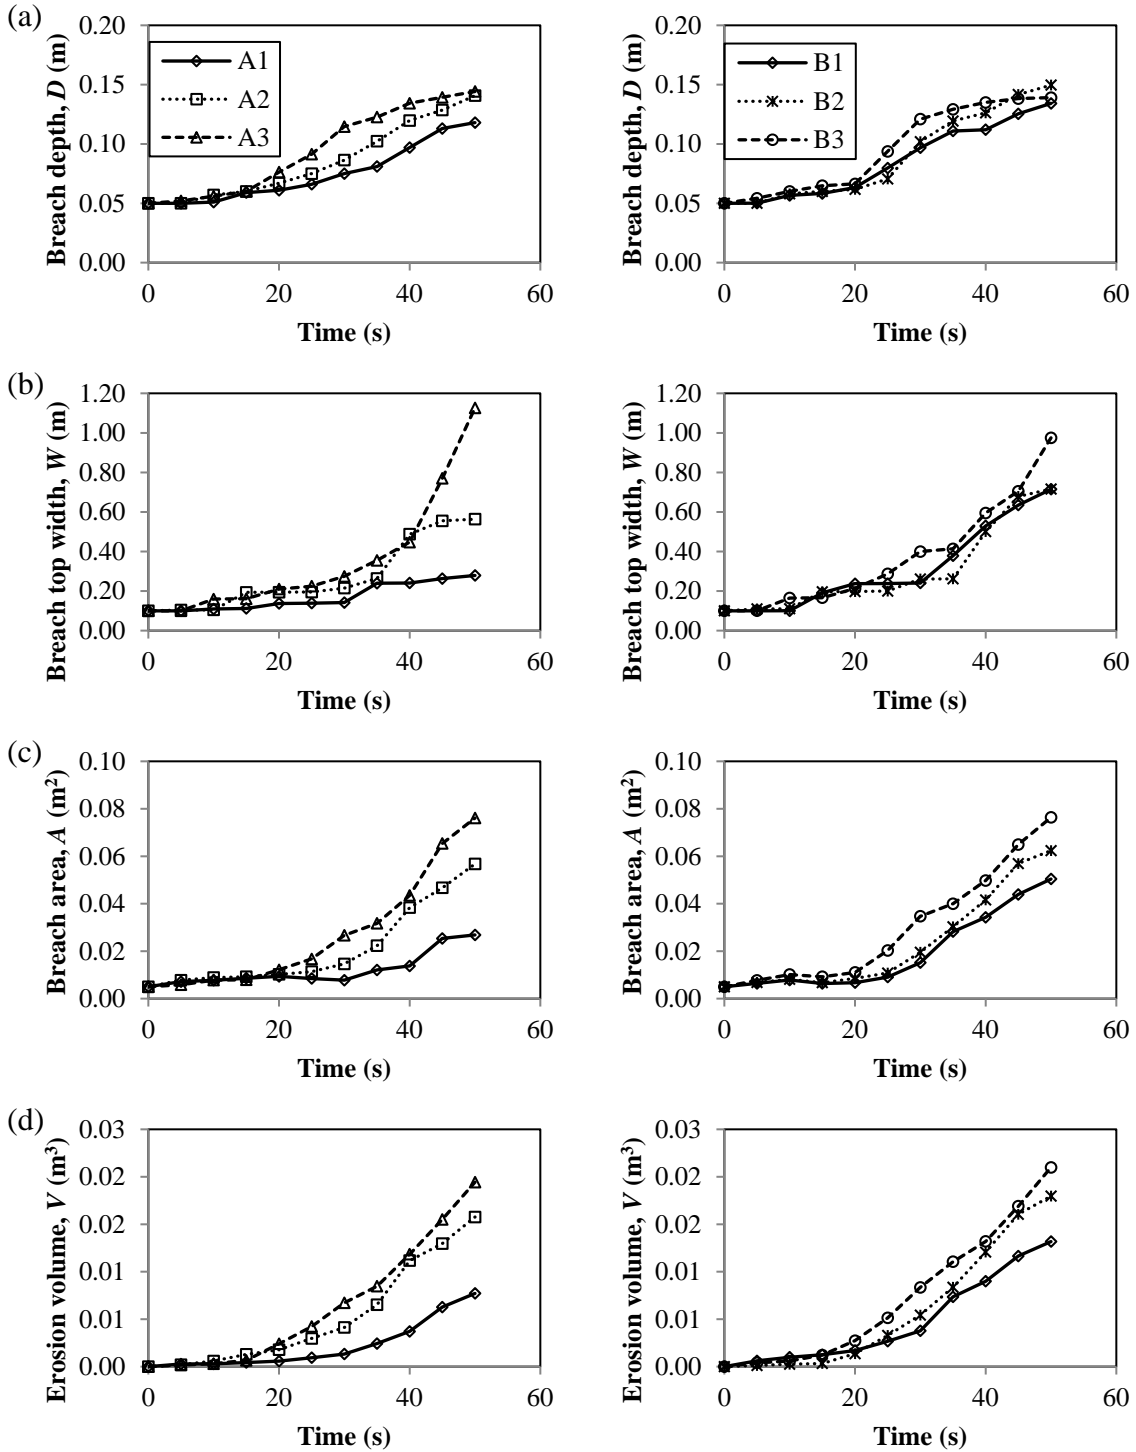 (a)
Breach depth, D (m)
0.20
0.15
0.10
0.05
0.00
A1
A2
A3
0 20 40 60
Time (s)
Breach depth, D (m)
0.20
0.15
0.10
0.05
0.00
B1
B2
B3
0 20 40 60
Time (s)
(b)
Breach top width, W (m)
1.20
1.00
0.80
0.60
0.40
0.20
0.00
0 20 40 60
Time (s)
Breach top width, W (m)
1.20
1.00
0.80
0.60
0.40
0.20
0.00
0 20 40 60
Time (s)
(c)
Breach area, A (m²)
0.10
0.08
0.06
0.04
0.02
0.00
0 20 40 60
Time (s)
Breach area, A (m²)
0.10
0.08
0.06
0.04
0.02
0.00
0 20 40 60
Time (s)
(d)
Erosion volume, V (m³)
0.03
0.02
0.02
0.01
0.01
0.00
0 20 40 60
Time (s)
Erosion volume, V (m³)
0.03
0.02
0.02
0.01
0.01
0.00
0 20 40 60
Time (s)